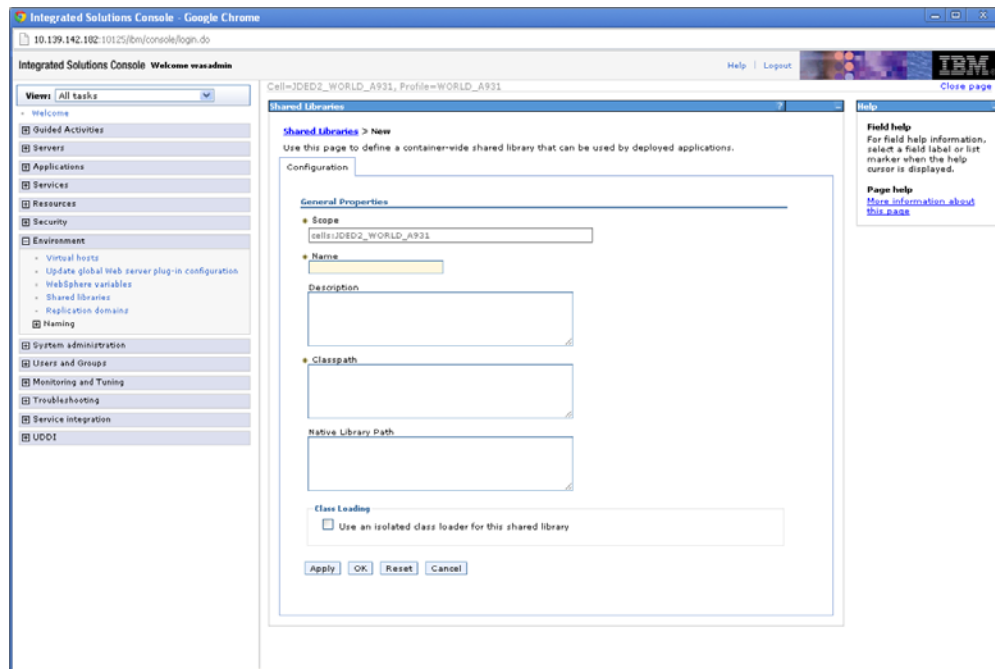 Integrated Solutions Console - Google Chrome
10.139.142.182:10125/ibm/console/login.do
Integrated Solutions Console Welcome wasadmin
Help | Logout
IBM.
View: All tasks
Cell=JDED2_WORLD_A931, Profile=WORLD_A931
Close page
Welcome
Guided Activities
Servers
Applications
Services
Resources
Security
Environment
Virtual hosts
Update global Web server plug-in configuration
WebSphere variables
Shared libraries
Replication domains
Naming
System administration
Users and Groups
Monitoring and Tuning
Troubleshooting
Service integration
UDDI
Shared Libraries ? -
Shared Libraries > New
Use this page to define a container-wide shared library that can be used by deployed applications.
Configuration
General Properties
* Scope
cells:JDED2_WORLD_A931
* Name
Description
* Classpath
Native Library Path
Class Loading
Use an isolated class loader for this shared library
Apply OK Reset Cancel
Help
Field help
For field help information,
select a field label or list
marker when the help
cursor is displayed.
Page help
More information about
this page